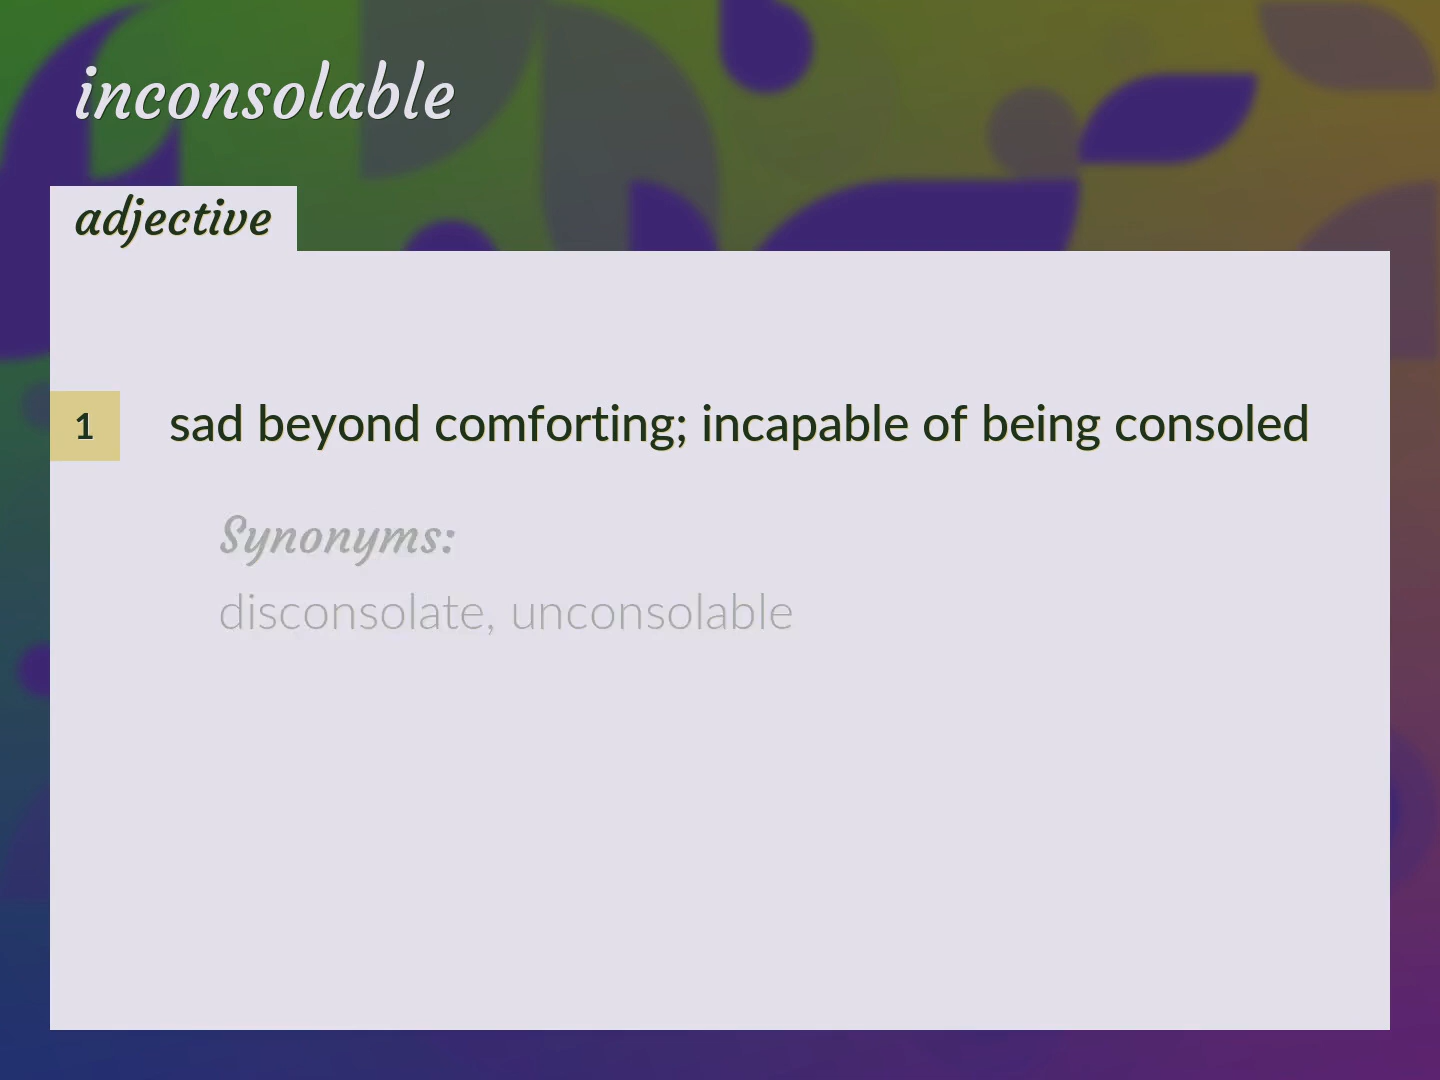 inconsolable
adjective
1 sad beyond comforting; incapable of being consoled
Synonyms:
disconsolate, unconsolable